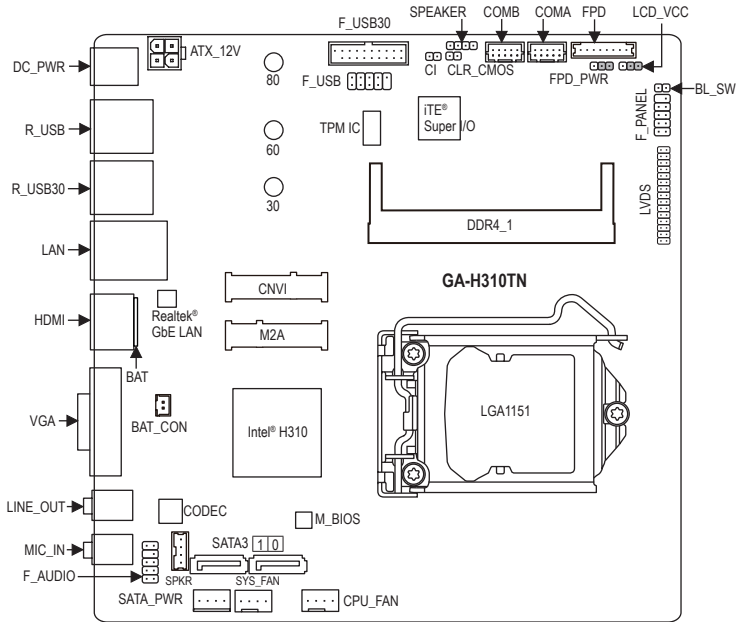 SPEAKER COMB COMA FPD LCD_VCC
F_USB30
ATX_12V
DC_PWR
80
F_USB
CI CLR_CMOS
FPD_PWR
BL_SW
F_PANEL
R_USB
60
TPM IC
iTE®
Super I/O
R_USB30
30
LVDS
DDR4_1
LAN
CNVI
GA-H310TN
HDMI
Realtek®
GbE LAN
M2A
BAT
VGA
BAT_CON
Intel® H310
LGA1151
LINE_OUT
CODEC
M_BIOS
MIC_IN
SATA3 1 0
F_AUDIO
SPKR
SYS_FAN
SATA_PWR
CPU_FAN